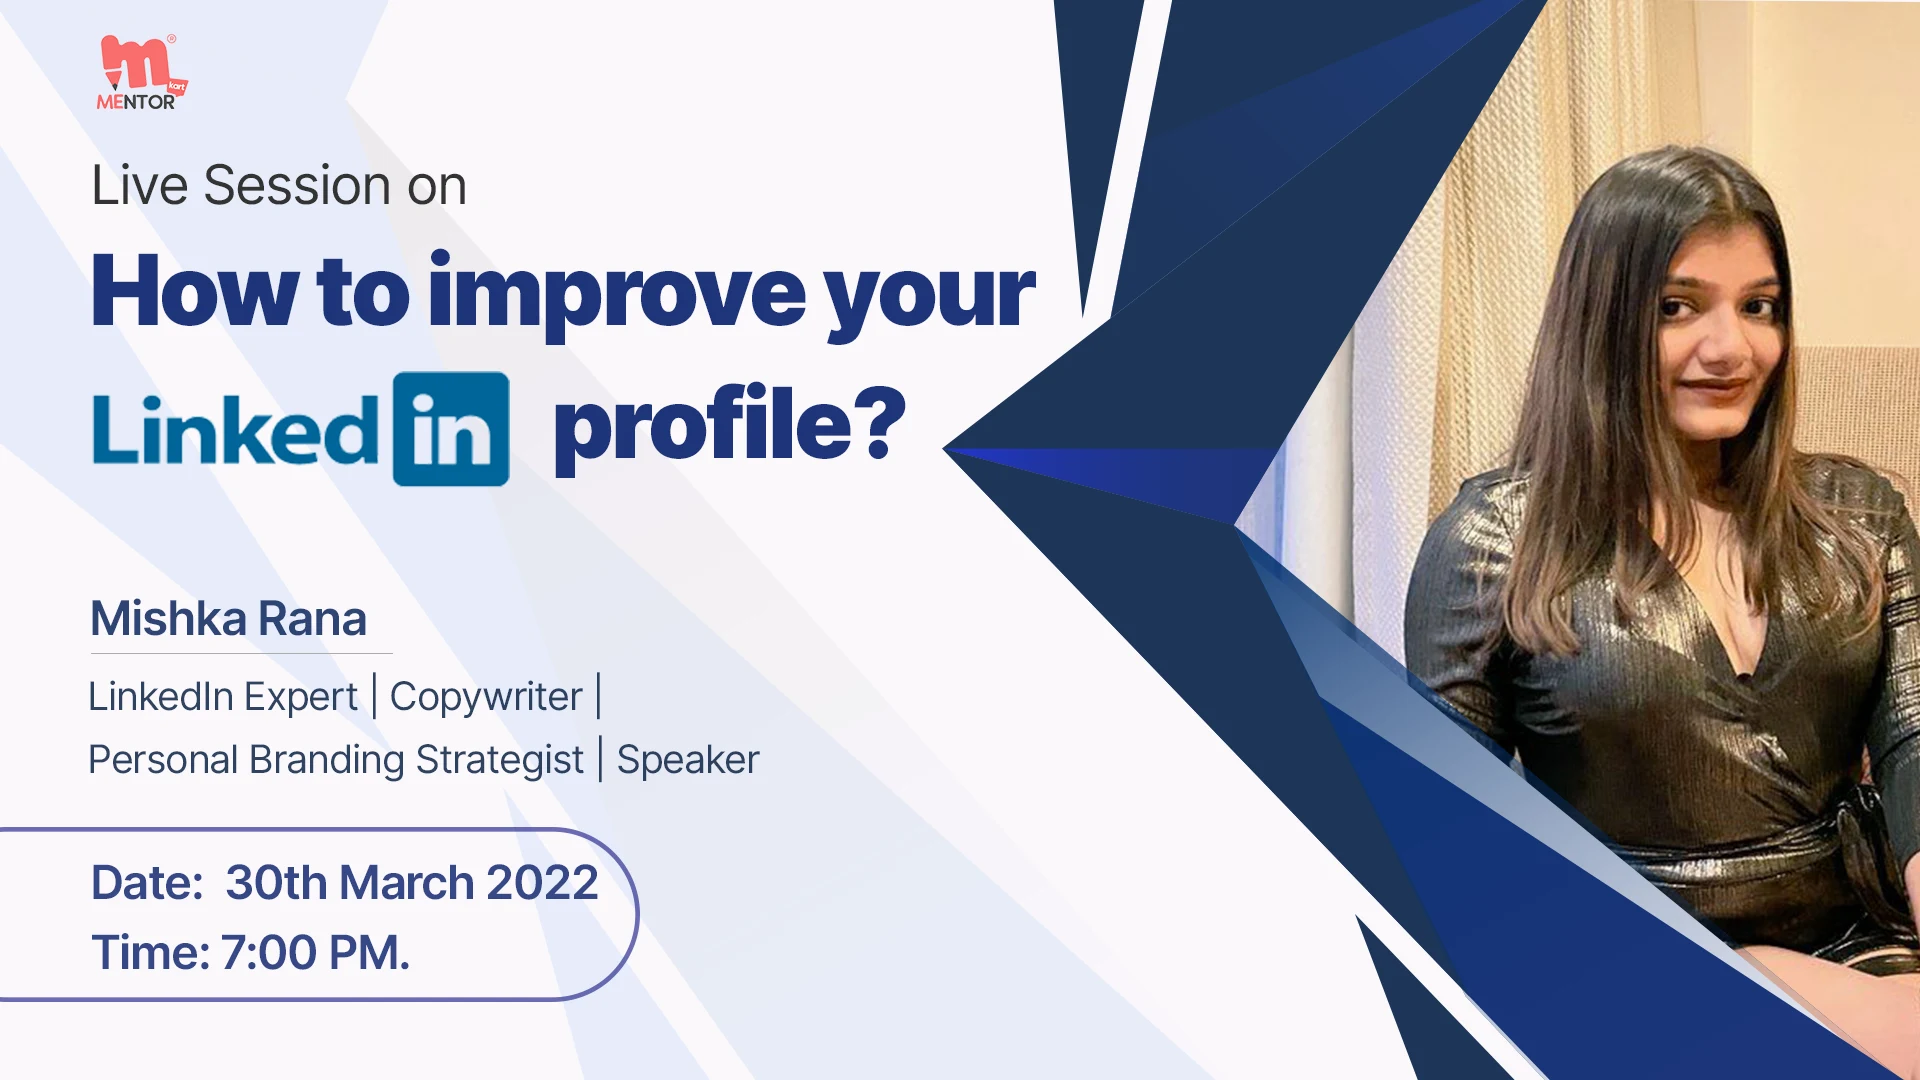 m®
kart
MENTOR
Live Session on
How to improve your
Linked in profile?
Mishka Rana
LinkedIn Expert | Copywriter |
Personal Branding Strategist | Speaker
Date: 30th March 2022
Time: 7:00 PM.